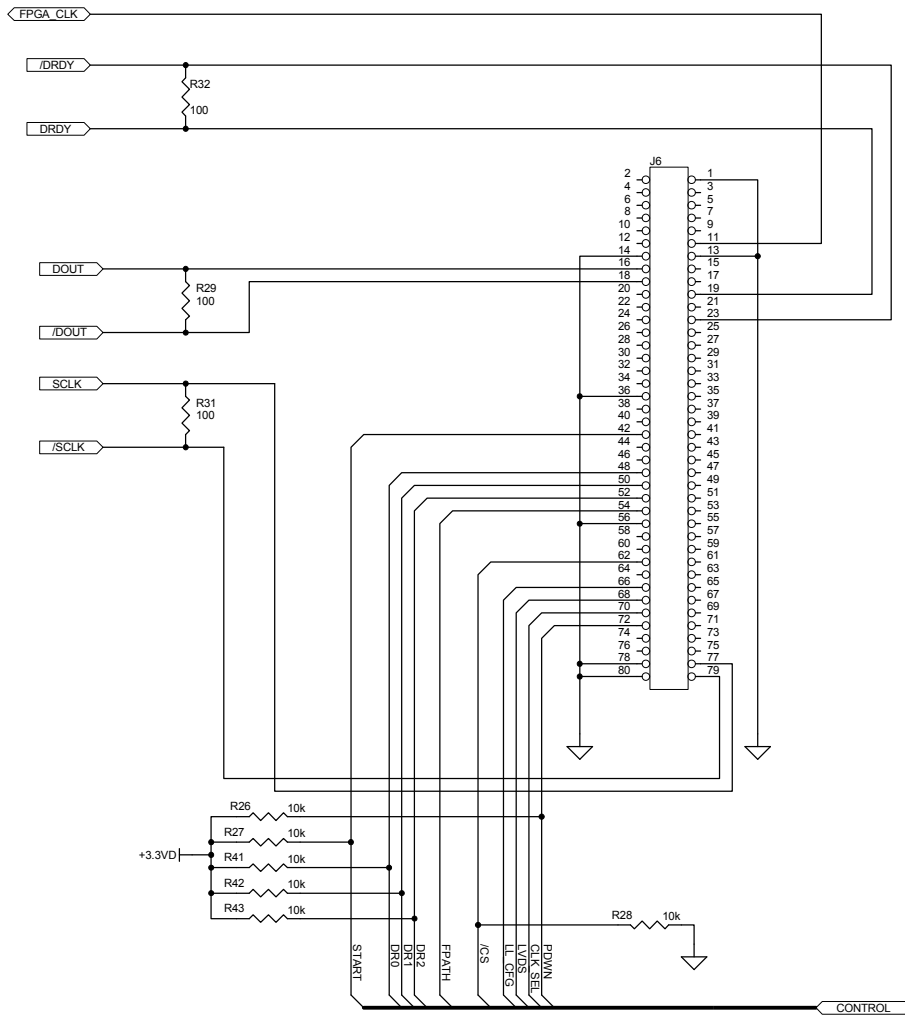 FPGA_CLK
/DRDY
R32
100
DRDY
J6
2 1
4 3
6 5
8 7
10 9
12 11
14 13
16 15
18 17
20 19
22 21
24 23
26 25
28 27
30 29
32 31
34 33
36 35
38 37
40 39
42 41
44 43
46 45
48 47
50 49
52 51
54 53
56 55
58 57
60 59
62 61
64 63
66 65
68 67
70 69
72 71
74 73
76 75
78 77
80 79
DOUT
R29
100
/DOUT
SCLK
R31
100
/SCLK
R26 10k
R27 10k
+3.3VD
R41 10k
R42 10k
R43 10k
R28 10k
START
DR0
DR1
DR2
FPATH
/CS
LL_CFG
LVDS
CLK_SEL
PDWN
CONTROL